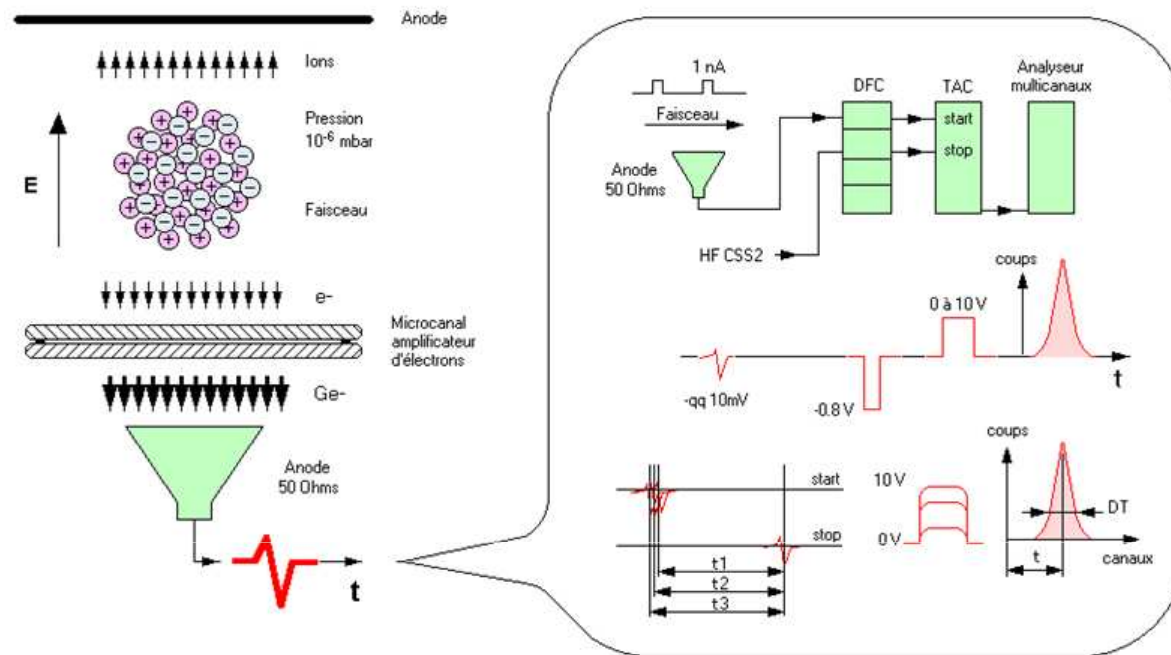 Anode
Ions
Pression
10⁻⁶ mbar
E
Faisceau
e-
Microcanal
amplificateur
d'électrons
Ge-
Anode
50 Ohms
t
1 nA
Faisceau
Anode
50 Ohms
HF CSS2
DFC
TAC
Analyseur
multicanaux
start
stop
coups
0 à 10 V
t
-qq 10mV
-0.8 V
start
stop
t1
t2
t3
10 V
0 V
coups
DT
t
canaux